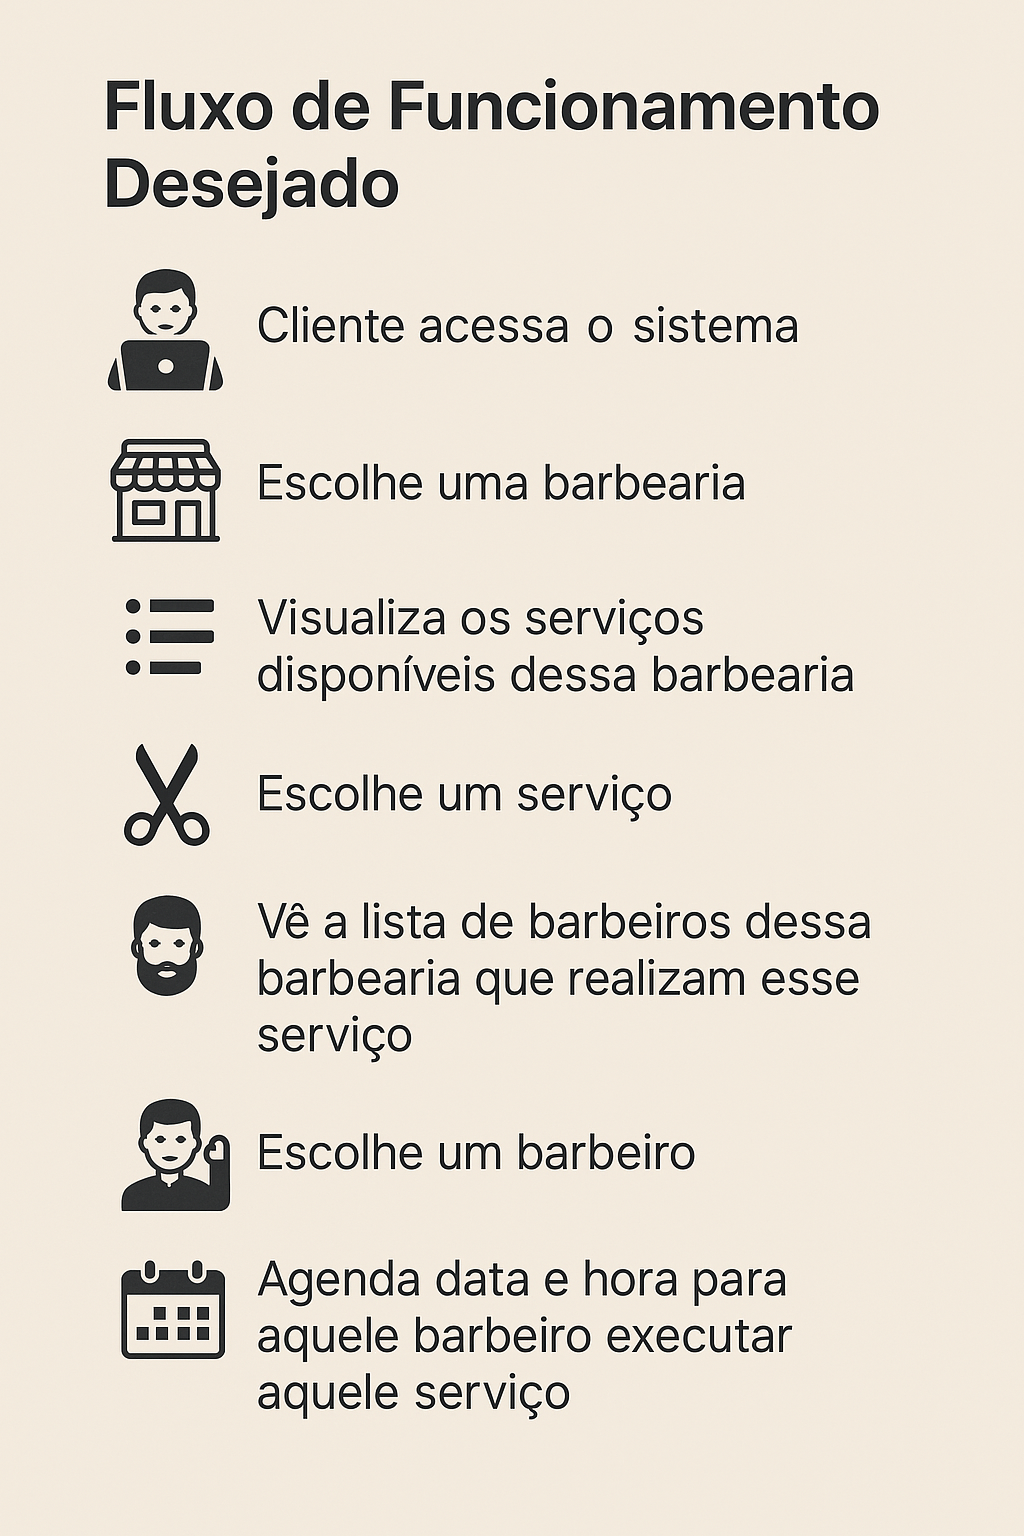 Fluxo de Funcionamento
Desejado
Cliente acessa o sistema
Escolhe uma barbearia
Visualiza os serviços
disponíveis dessa barbearia
Escolhe um serviço
Vê a lista de barbeiros dessa
barbearia que realizam esse
serviço
Escolhe um barbeiro
Agenda data e hora para
aquele barbeiro executar
aquele serviço